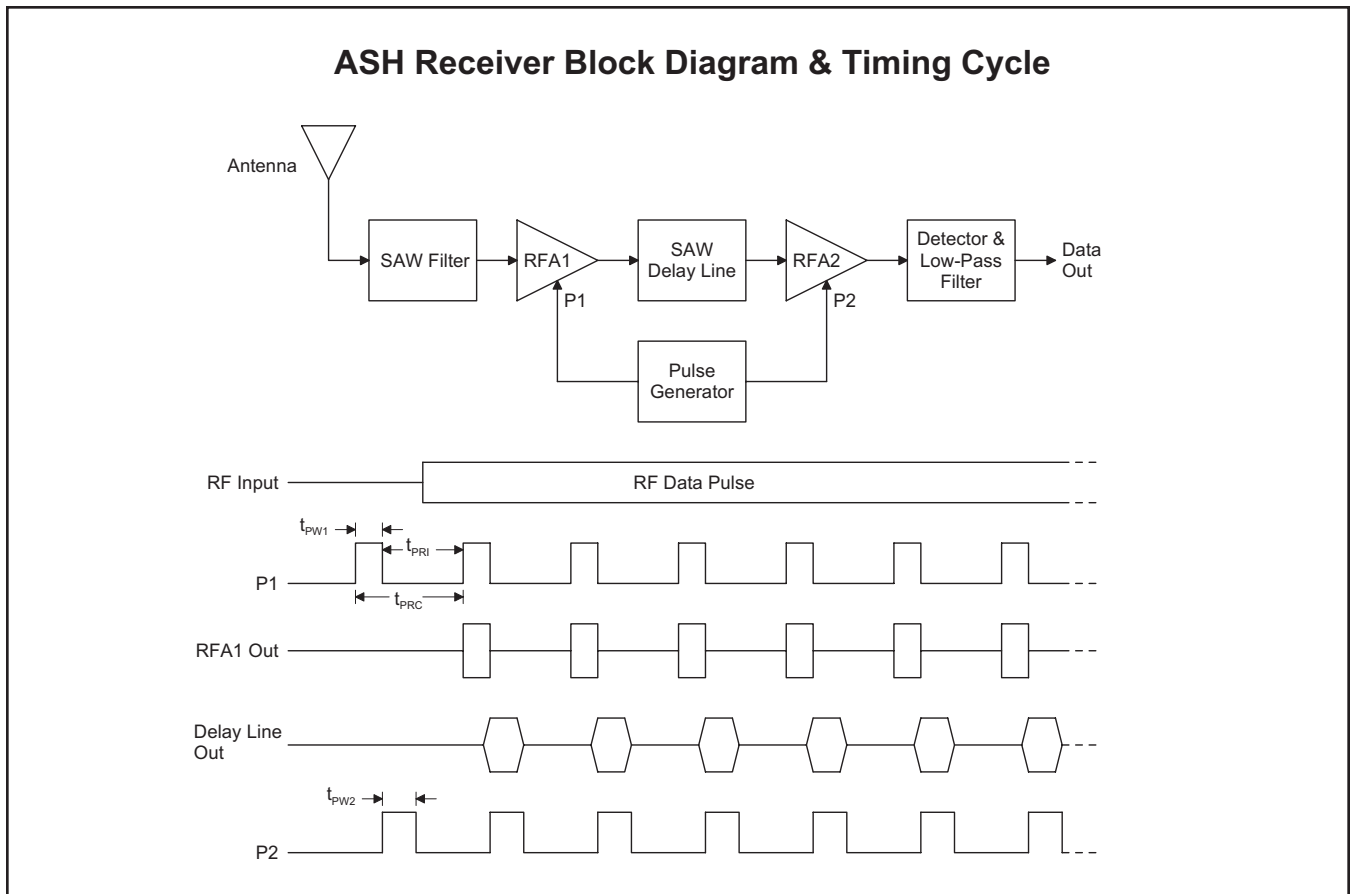 ASH Receiver Block Diagram & Timing Cycle
Antenna
SAW Filter
RFA1
SAW
Delay Line
RFA2
Detector &
Low-Pass
Filter
Data
Out
P1
P2
Pulse
Generator
RF Input
RF Data Pulse
tPW1
tPRI
P1
tPRC
RFA1 Out
Delay Line
Out
tPW2
P2